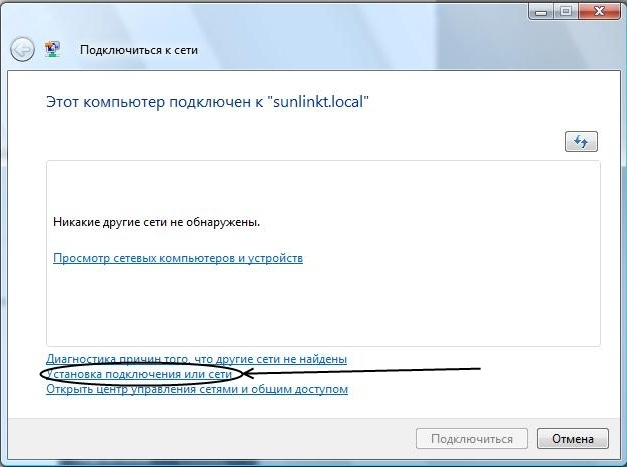 Подключиться к сети
Этот компьютер подключен к "sunlinkt.local"
Никакие другие сети не обнаружены.
Просмотр сетевых компьютеров и устройств
Диагностика причин того, что другие сети не найдены
Установка подключения или сети
Открыть центр управления сетями и общим доступом
Подключиться
Отмена